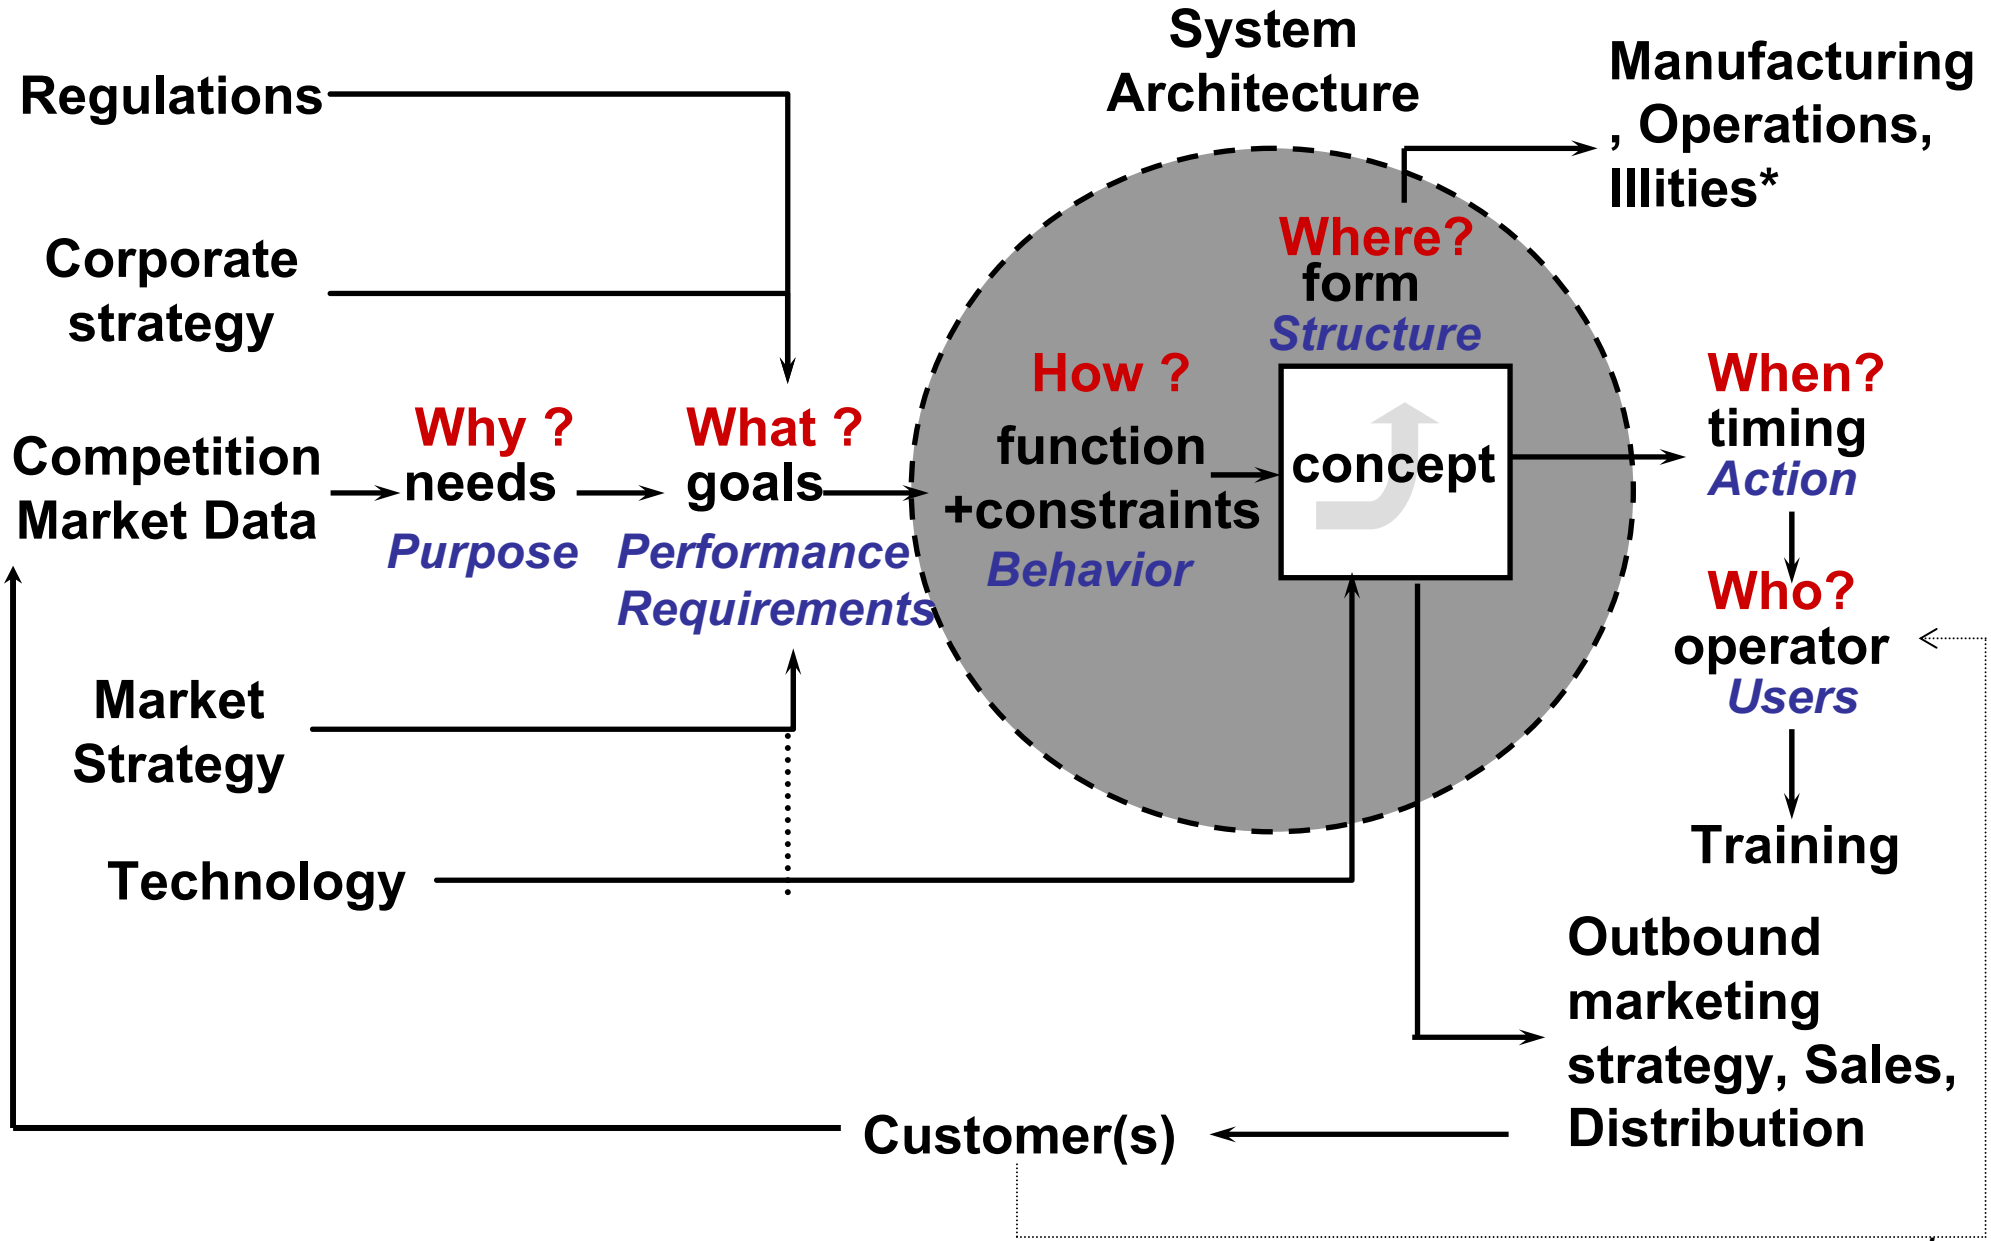 System
Architecture
Manufacturing
, Operations,
Illities*
Regulations
Corporate
strategy
Competition
Market Data
Why ?
needs
Purpose
What ?
goals
Performance
Requirements
How ?
function
+constraints
Behavior
Where?
form
Structure
concept
When?
timing
Action
Who?
operator
Users
Training
Market
Strategy
Technology
Outbound
marketing
strategy, Sales,
Distribution
Customer(s)